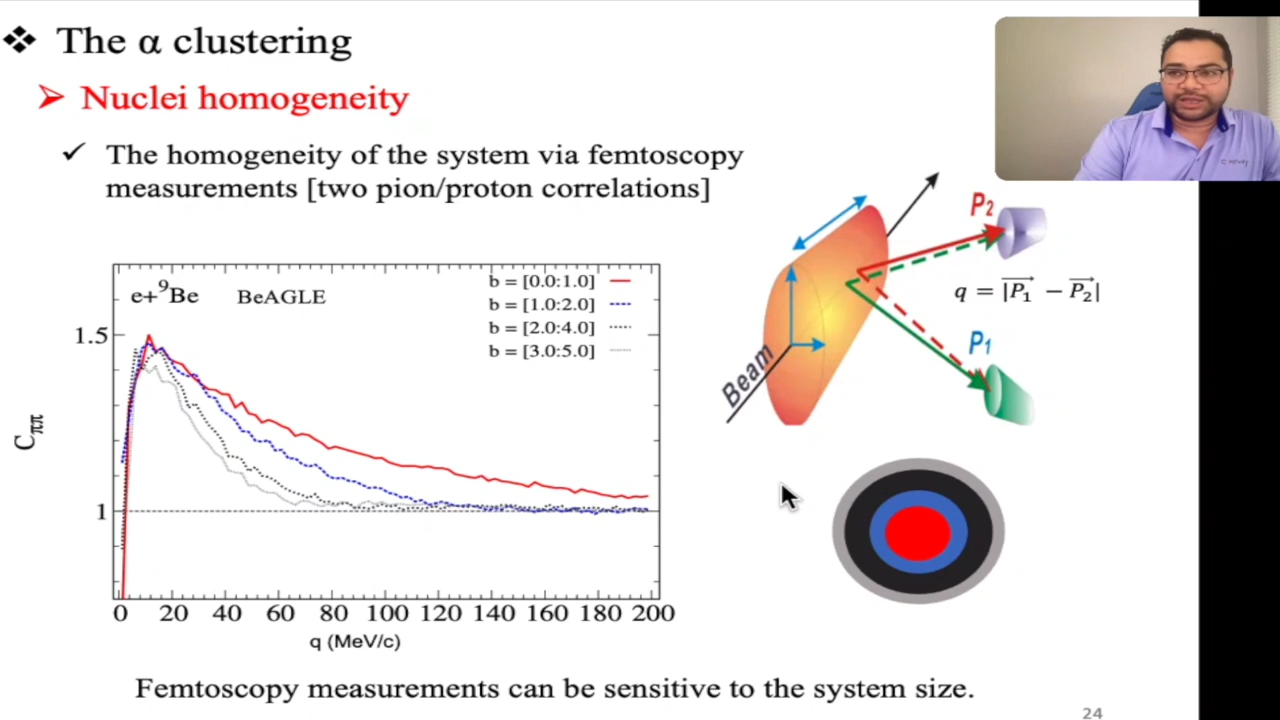 ❖ The α clustering
➢ Nuclei homogeneity
✓ The homogeneity of the system via femtoscopy
measurements [two pion/proton correlations]
e+⁹Be BeAGLE
b = [0.0:1.0]
b = [1.0:2.0]
b = [2.0:4.0]
b = [3.0:5.0]
1.5
1
Cππ
0 20 40 60 80 100 120 140 160 180 200
q (MeV/c)
P₂
q = |P₁⃗ − P₂⃗|
P₁
Beam
Femtoscopy measurements can be sensitive to the system size.
24